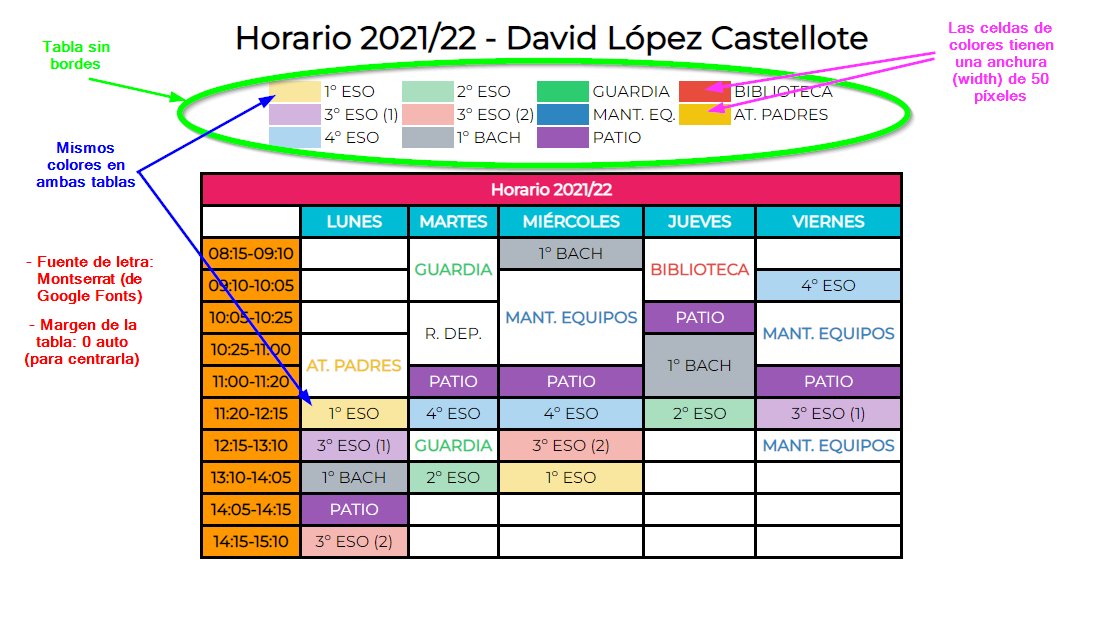 Horario 2021/22 - David López Castellote
Tabla sin
bordes
Las celdas de
colores tienen
una anchura
(width) de 50
píxeles
1º ESO 2º ESO GUARDIA BIBLIOTECA
3º ESO (1) 3º ESO (2) MANT. EQ. AT. PADRES
4º ESO 1º BACH PATIO
Mismos
colores en
ambas tablas
- Fuente de letra:
Montserrat (de
Google Fonts)
- Margen de la
tabla: 0 auto
(para centrarla)
Horario 2021/22
LUNES MARTES MIÉRCOLES JUEVES VIERNES
08:15-09:10 GUARDIA 1º BACH BIBLIOTECA
09:10-10:05 MANT. EQUIPOS 4º ESO
10:05-10:25 R. DEP. PATIO MANT. EQUIPOS
10:25-11:00 AT. PADRES 1º BACH
11:00-11:20 PATIO PATIO PATIO
11:20-12:15 1º ESO 4º ESO 4º ESO 2º ESO 3º ESO (1)
12:15-13:10 3º ESO (1) GUARDIA 3º ESO (2) MANT. EQUIPOS
13:10-14:05 1º BACH 2º ESO 1º ESO
14:05-14:15 PATIO
14:15-15:10 3º ESO (2)